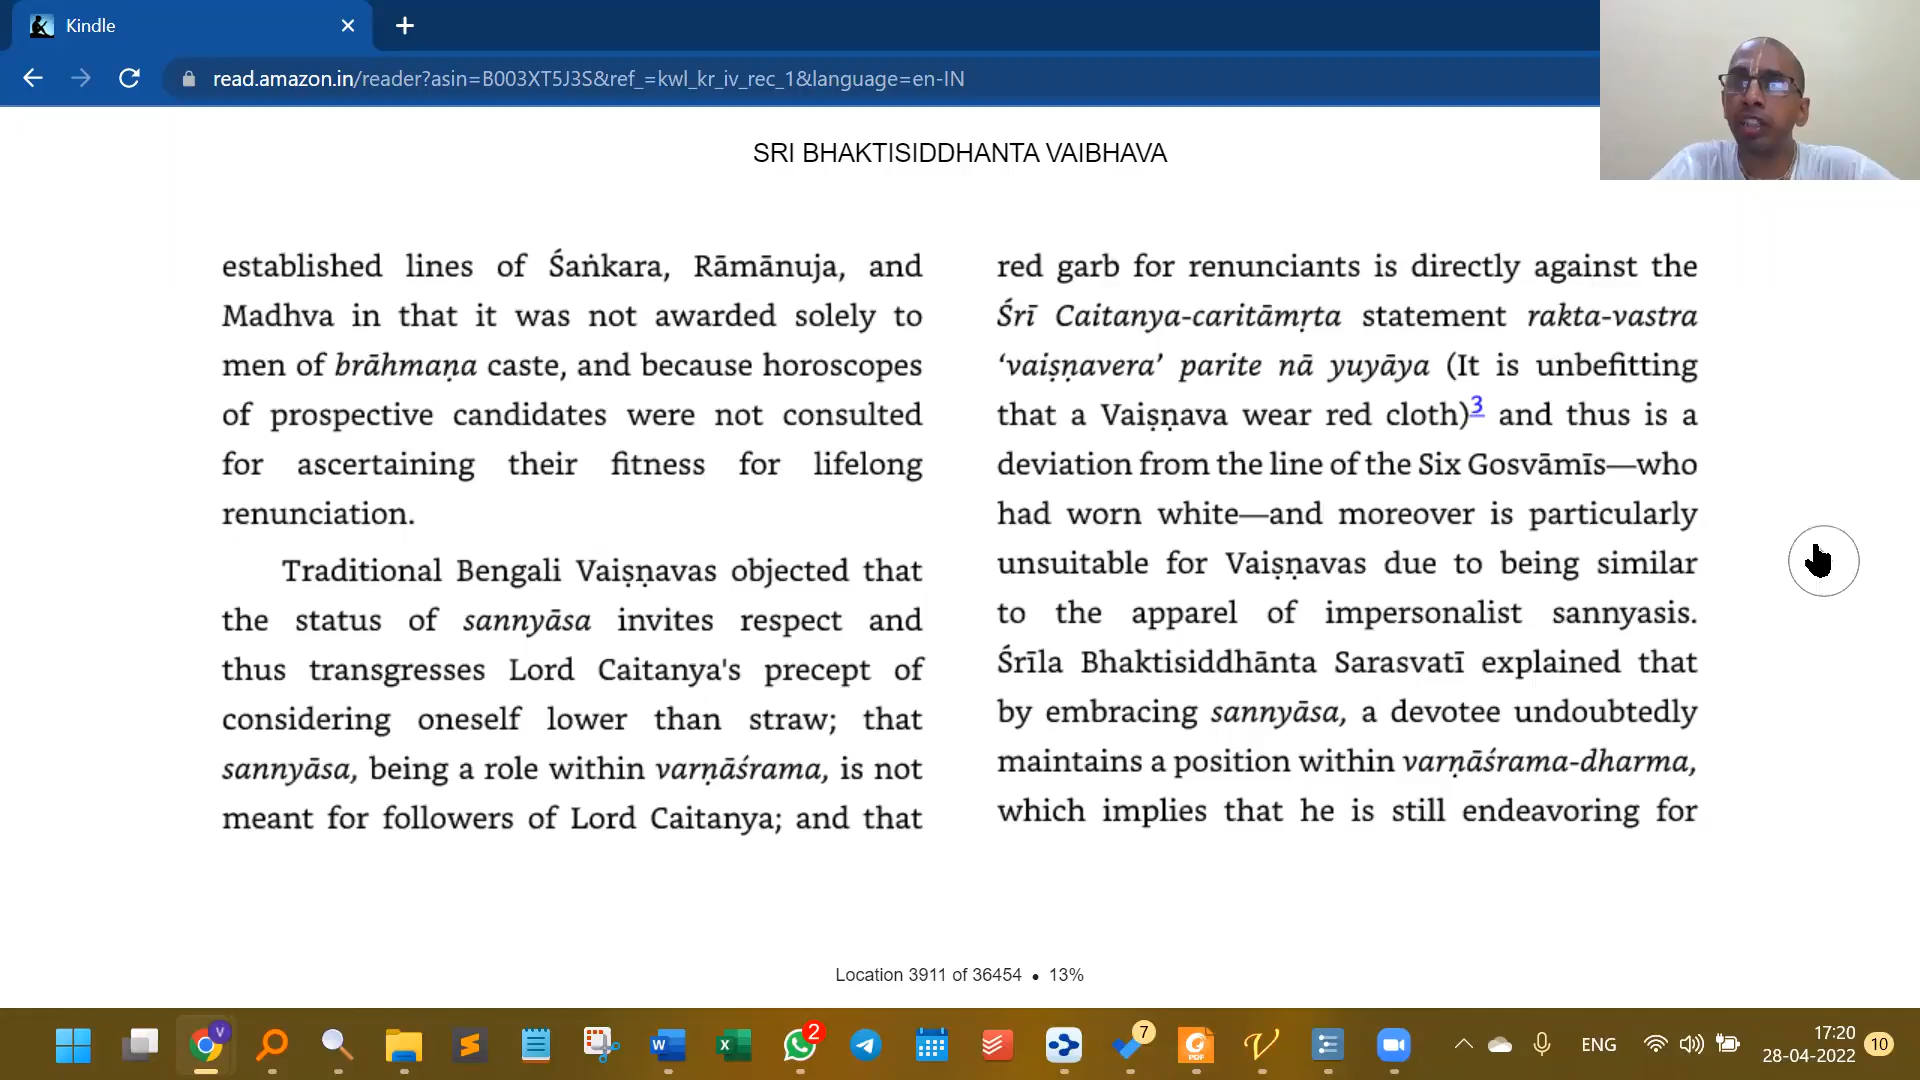 Kindle
read.amazon.in/reader?asin=B003XT5J3S&ref_=kwl_kr_iv_rec_1&language=en-IN
SRI BHAKTISIDDHANTA VAIBHAVA
established lines of Śaṅkara, Rāmānuja, and
Madhva in that it was not awarded solely to
men of brāhmaṇa caste, and because horoscopes
of prospective candidates were not consulted
for ascertaining their fitness for lifelong
renunciation.
Traditional Bengali Vaiṣṇavas objected that
the status of sannyāsa invites respect and
thus transgresses Lord Caitanya's precept of
considering oneself lower than straw; that
sannyāsa, being a role within varṇāśrama, is not
meant for followers of Lord Caitanya; and that
red garb for renunciants is directly against the
Śrī Caitanya-caritāmṛta statement rakta-vastra
‘vaiṣṇavera’ parite nā yuyāya (It is unbefitting
that a Vaiṣṇava wear red cloth)3 and thus is a
deviation from the line of the Six Gosvāmīs—who
had worn white—and moreover is particularly
unsuitable for Vaiṣṇavas due to being similar
to the apparel of impersonalist sannyasis.
Śrīla Bhaktisiddhānta Sarasvatī explained that
by embracing sannyāsa, a devotee undoubtedly
maintains a position within varṇāśrama-dharma,
which implies that he is still endeavoring for
Location 3911 of 36454 • 13%
V
2
7
PDF
ENG
17:20
28-04-2022
10